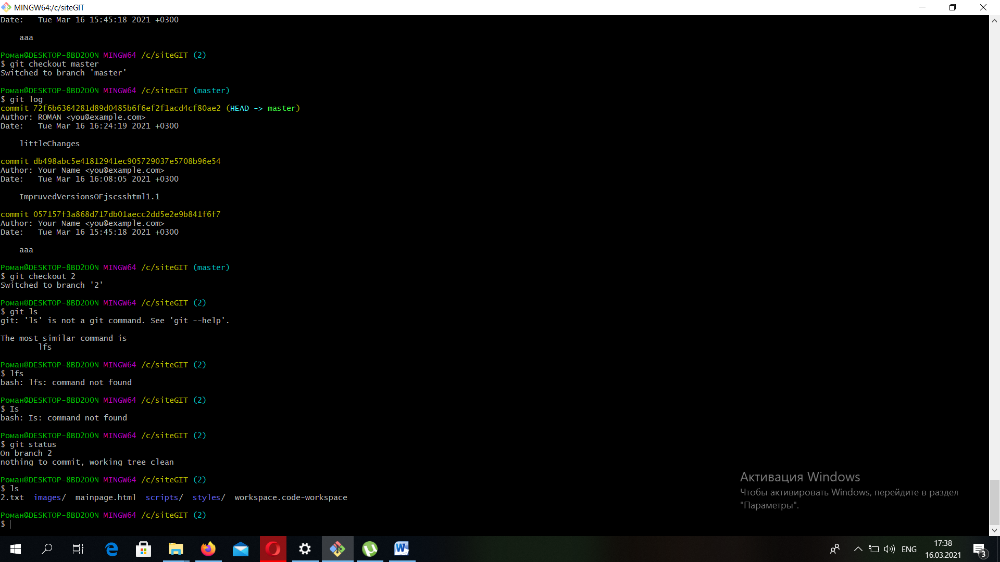 MINGW64:/c/siteGIT
Date:   Tue Mar 16 15:45:18 2021 +0300
    aaa
Роман@DESKTOP-8BD2O0N MINGW64 /c/siteGIT (2)
$ git checkout master
Switched to branch 'master'
Роман@DESKTOP-8BD2O0N MINGW64 /c/siteGIT (master)
$ git log
commit 72f6b6364281d89d0485b6f6ef2f1acd4cf80ae2 (HEAD -> master)
Author: ROMAN <you@example.com>
Date:   Tue Mar 16 16:24:19 2021 +0300
    littleChanges
commit db498abc5e41812941ec905729037e5708b96e54
Author: Your Name <you@example.com>
Date:   Tue Mar 16 16:08:05 2021 +0300
    ImpruvedVersionsOFjscsshtml1.1
commit 057157f3a868d717db01aecc2dd5e2e9b841f6f7
Author: Your Name <you@example.com>
Date:   Tue Mar 16 15:45:18 2021 +0300
    aaa
Роман@DESKTOP-8BD2O0N MINGW64 /c/siteGIT (master)
$ git checkout 2
Switched to branch '2'
Роман@DESKTOP-8BD2O0N MINGW64 /c/siteGIT (2)
$ git ls
git: 'ls' is not a git command. See 'git --help'.
The most similar command is
        lfs
Роман@DESKTOP-8BD2O0N MINGW64 /c/siteGIT (2)
$ lfs
bash: lfs: command not found
Роман@DESKTOP-8BD2O0N MINGW64 /c/siteGIT (2)
$ Is
bash: Is: command not found
Роман@DESKTOP-8BD2O0N MINGW64 /c/siteGIT (2)
$ git status
On branch 2
nothing to commit, working tree clean
Роман@DESKTOP-8BD2O0N MINGW64 /c/siteGIT (2)
$ ls
2.txt  images/  mainpage.html  scripts/  styles/  workspace.code-workspace
Роман@DESKTOP-8BD2O0N MINGW64 /c/siteGIT (2)
$
Активация Windows
Чтобы активировать Windows, перейдите в раздел
"Параметры".
ENG
17:38
16.03.2021
3